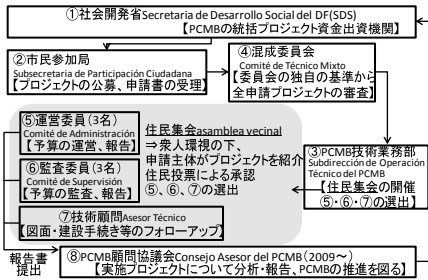 ①社会開発省Secretaria de Desarrollo Social del DF(SDS)
【PCMBの統括プロジェクト資金出資機関】
②市民参加局
Subsecretaria de Participación Ciudadana
【プロジェクトの公募、申請書の受理】
④混成委員会
Comité de Técnico Mixto
【委員会の独自の基準から
全申請プロジェクトの審査】
⑤運営委員(3名)
Comité de Administración
【予算の運営、報告】
⑥監査委員(3名)
Comité de Supervisión
【予算の監査、報告】
⑦技術顧問Asesor Técnico
【図面・建設手続き等のフォローアップ】
住民集会asamblea vecinal
⇒衆人環視の下、
申請主体がプロジェクトを紹介
住民投票による承認
⑤、⑥、⑦の選出
③PCMB技術業務部
Subdirección de Operación
Técnico del PCMB
【住民集会の開催
⑤・⑥・⑦の選出】
報告書
提出
⑧PCMB顧問協議会Consejo Asesor del PCMB(2009~)
【実施プロジェクトについて分析・報告、PCMBの推進を図る】